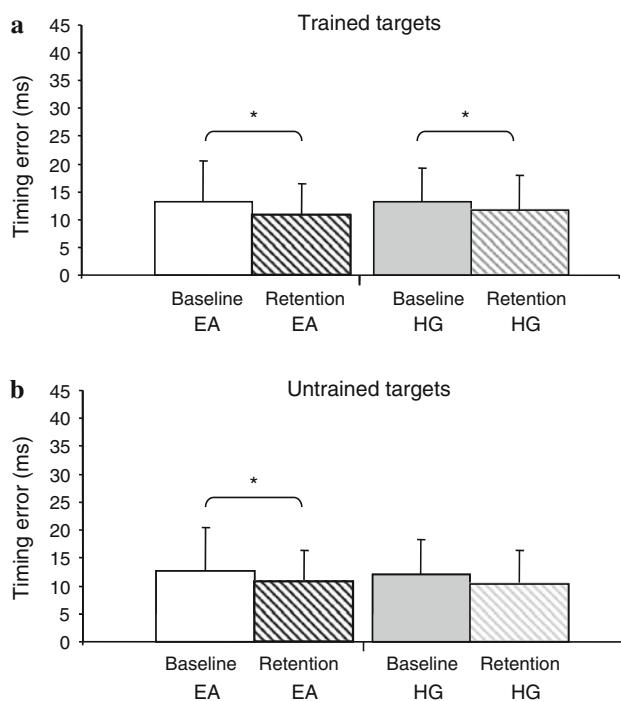 a
Trained targets
Timing error (ms)
45
40
35
30
25
20
15
10
5
0
* *
Baseline Retention Baseline Retention
EA EA HG HG
b
Untrained targets
Timing error (ms)
45
40
35
30
25
20
15
10
5
0
*
Baseline Retention Baseline Retention
EA EA HG HG